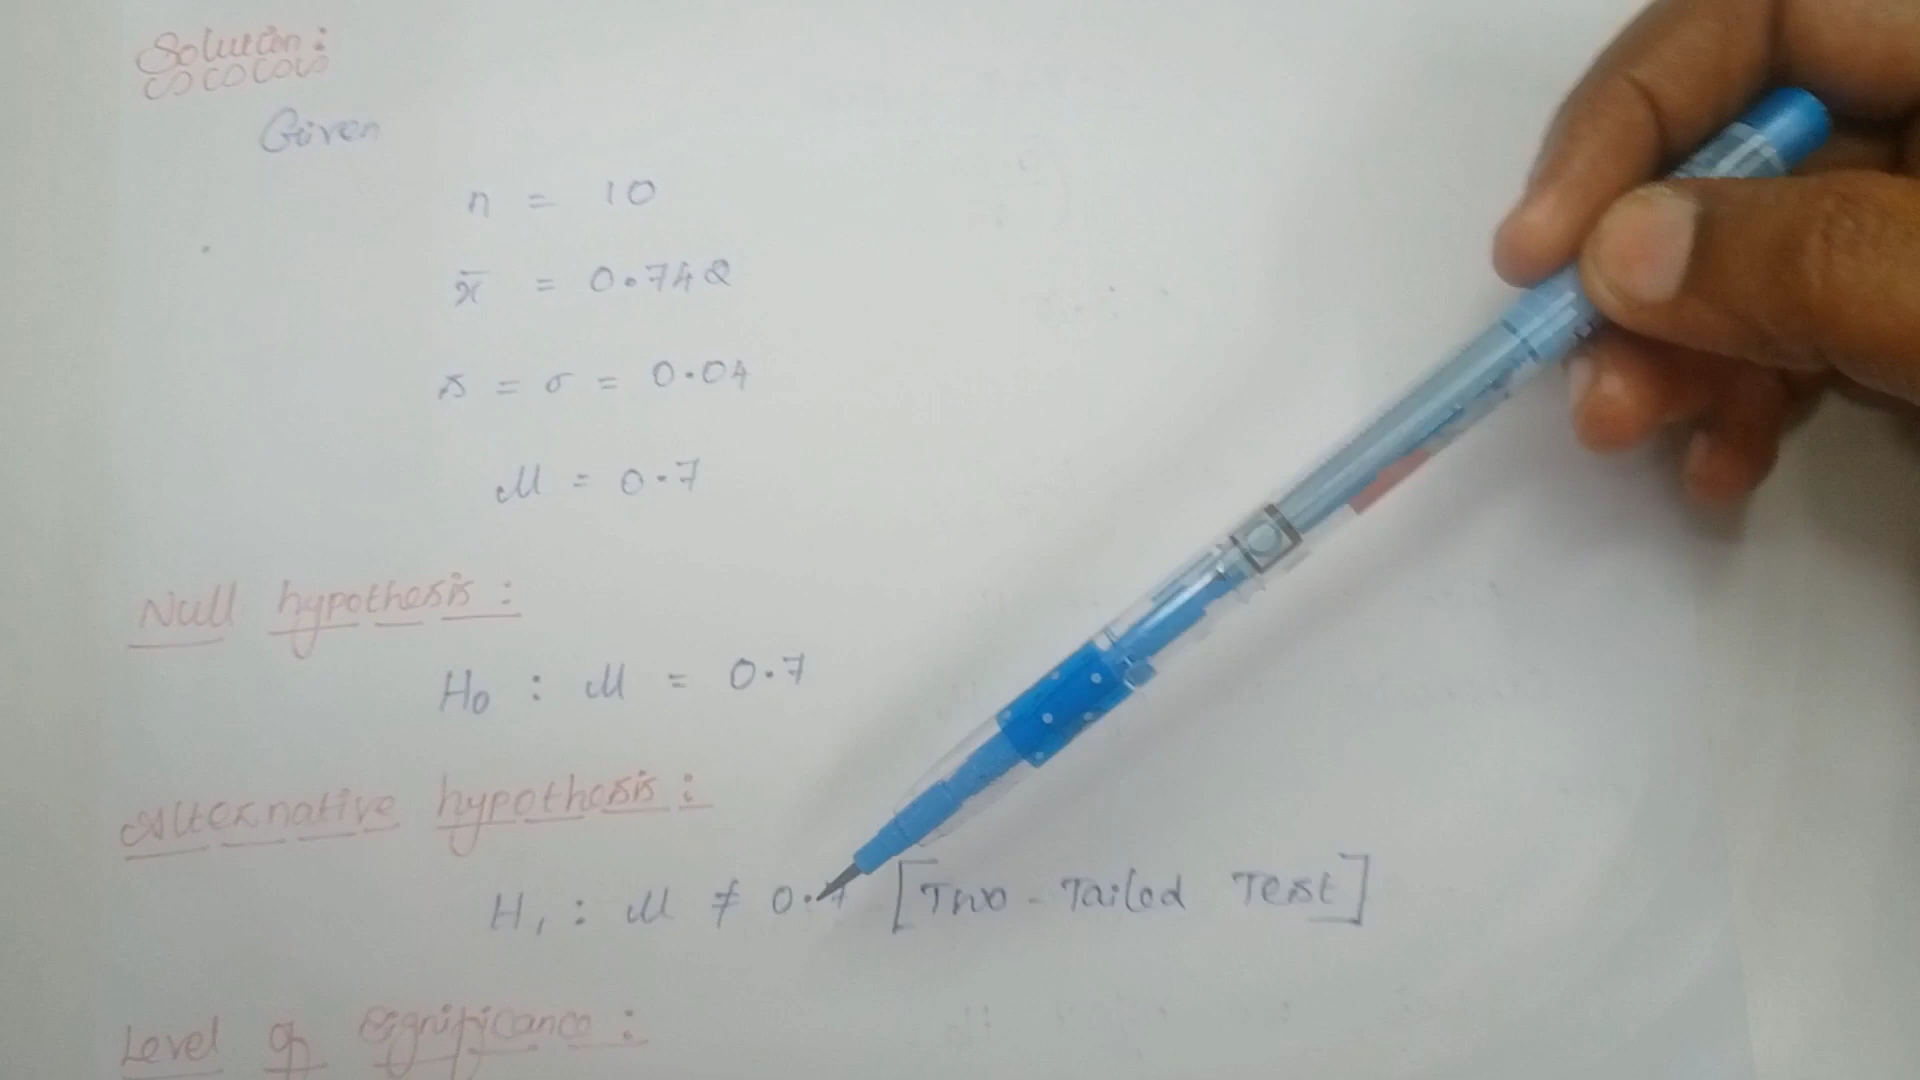 Solution:
Given
n = 10
x̄ = 0.742
s = σ = 0.04
μ = 0.7
Null hypothesis:
H₀ : μ = 0.7
Alternative hypothesis:
H₁ : μ ≠ 0.7 [Two-Tailed Test]
Level of significance: